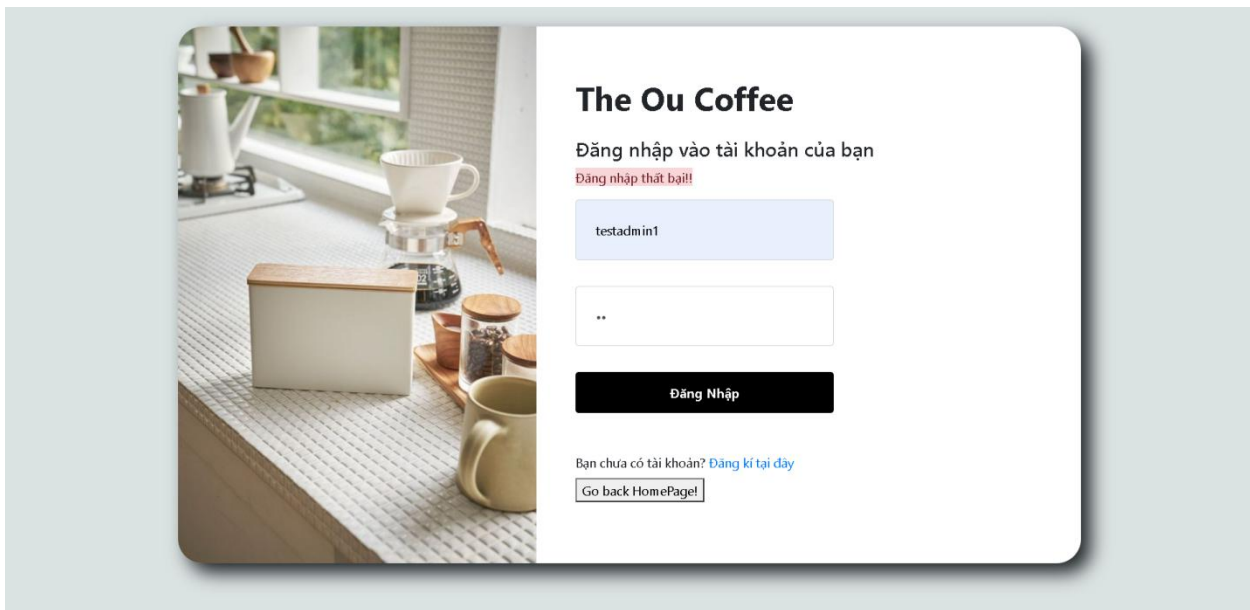 The Ou Coffee
Đăng nhập vào tài khoản của bạn
Đăng nhập thất bại!!
testadmin1
••
Đăng Nhập
Bạn chưa có tài khoản? Đăng kí tại đây
Go back HomePage!
02